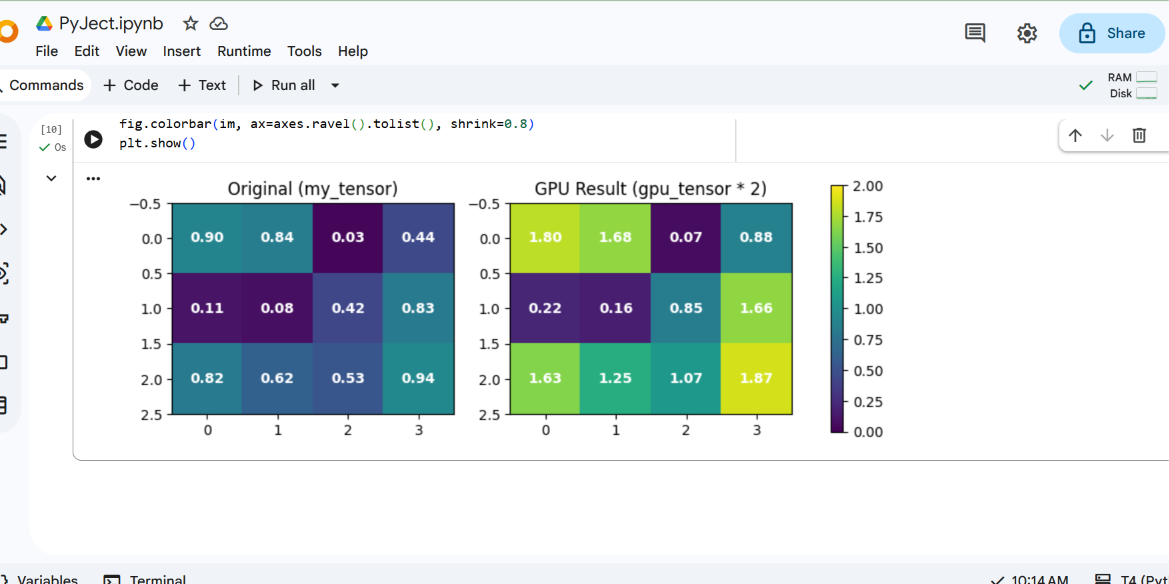 PyJect.ipynb
File Edit View Insert Runtime Tools Help
Share
Commands + Code + Text Run all
RAM
Disk
[10]
0s
fig.colorbar(im, ax=axes.ravel().tolist(), shrink=0.8)
plt.show()
Original (my_tensor)
−0.5
0.0
0.5
1.0
1.5
2.0
2.5
0.90 0.84 0.03 0.44
0.11 0.08 0.42 0.83
0.82 0.62 0.53 0.94
0 1 2 3
GPU Result (gpu_tensor * 2)
−0.5
0.0
0.5
1.0
1.5
2.0
2.5
1.80 1.68 0.07 0.88
0.22 0.16 0.85 1.66
1.63 1.25 1.07 1.87
0 1 2 3
2.00
1.75
1.50
1.25
1.00
0.75
0.50
0.25
0.00
Variables Terminal
10:14 AM T4 (Pyt